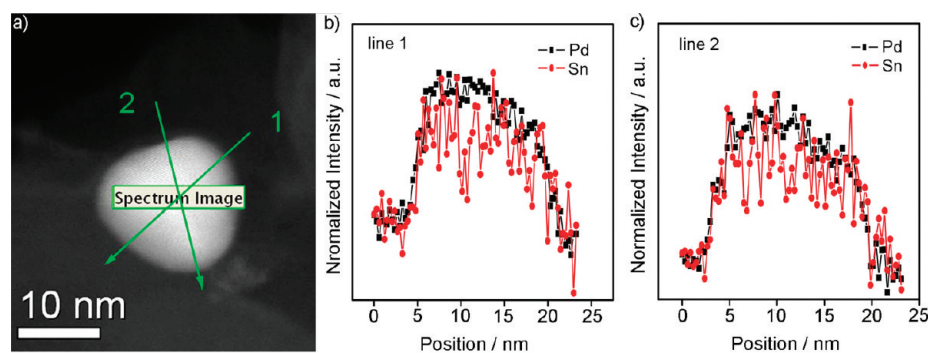 a)
2
1
Spectrum Image
10 nm
b)
line 1
Pd
Sn
Nromalized Intensity / a.u.
0 5 10 15 20 25
Position / nm
c)
line 2
Pd
Sn
Normalized Intensity / a.u.
0 5 10 15 20 25
Position / nm